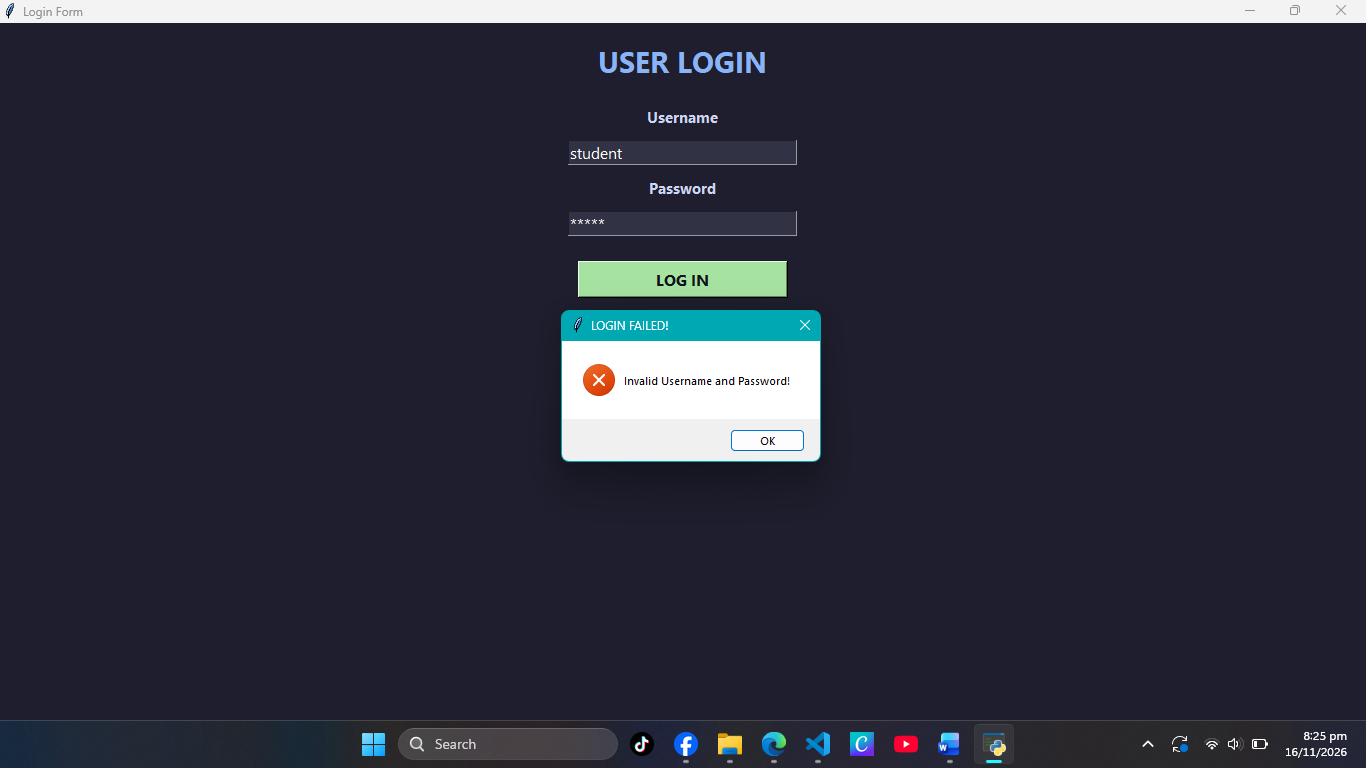 Login Form
USER LOGIN
Username
student
Password
*****
LOG IN
LOGIN FAILED!
Invalid Username and Password!
OK
Search
8:25 pm
16/11/2026